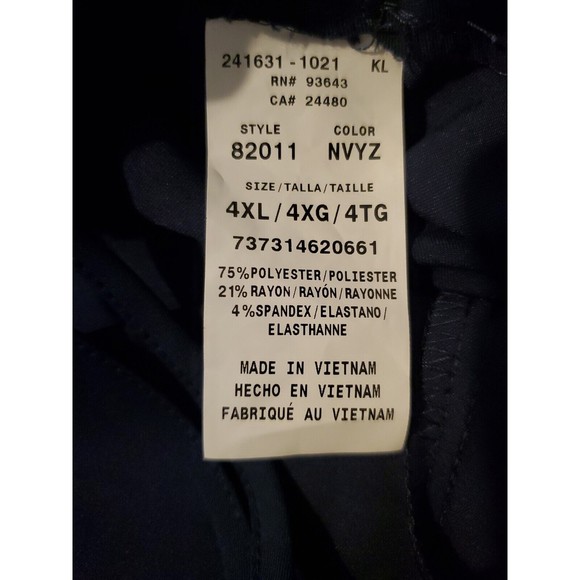 241631-1021 KL
RN# 93643
CA# 24480
STYLE COLOR
82011 NVYZ
SIZE/TALLA/TAILLE
4XL/4XG/4TG
737314620661
75%POLYESTER/POLIESTER
21%RAYON/RAYÓN/RAYONNE
4%SPANDEX/ELASTANO/
ELASTHANNE
MADE IN VIETNAM
HECHO EN VIETNAM
FABRIQUÉ AU VIETNAM